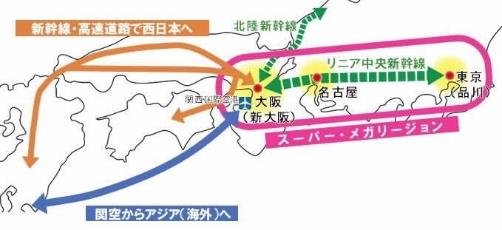 新幹線・高速道路で西日本へ
北陸新幹線
リニア中央新幹線
関西国際空港
大阪
(新大阪)
名古屋
東京
(品川)
スーパー・メガリージョン
関空からアジア(海外)へ